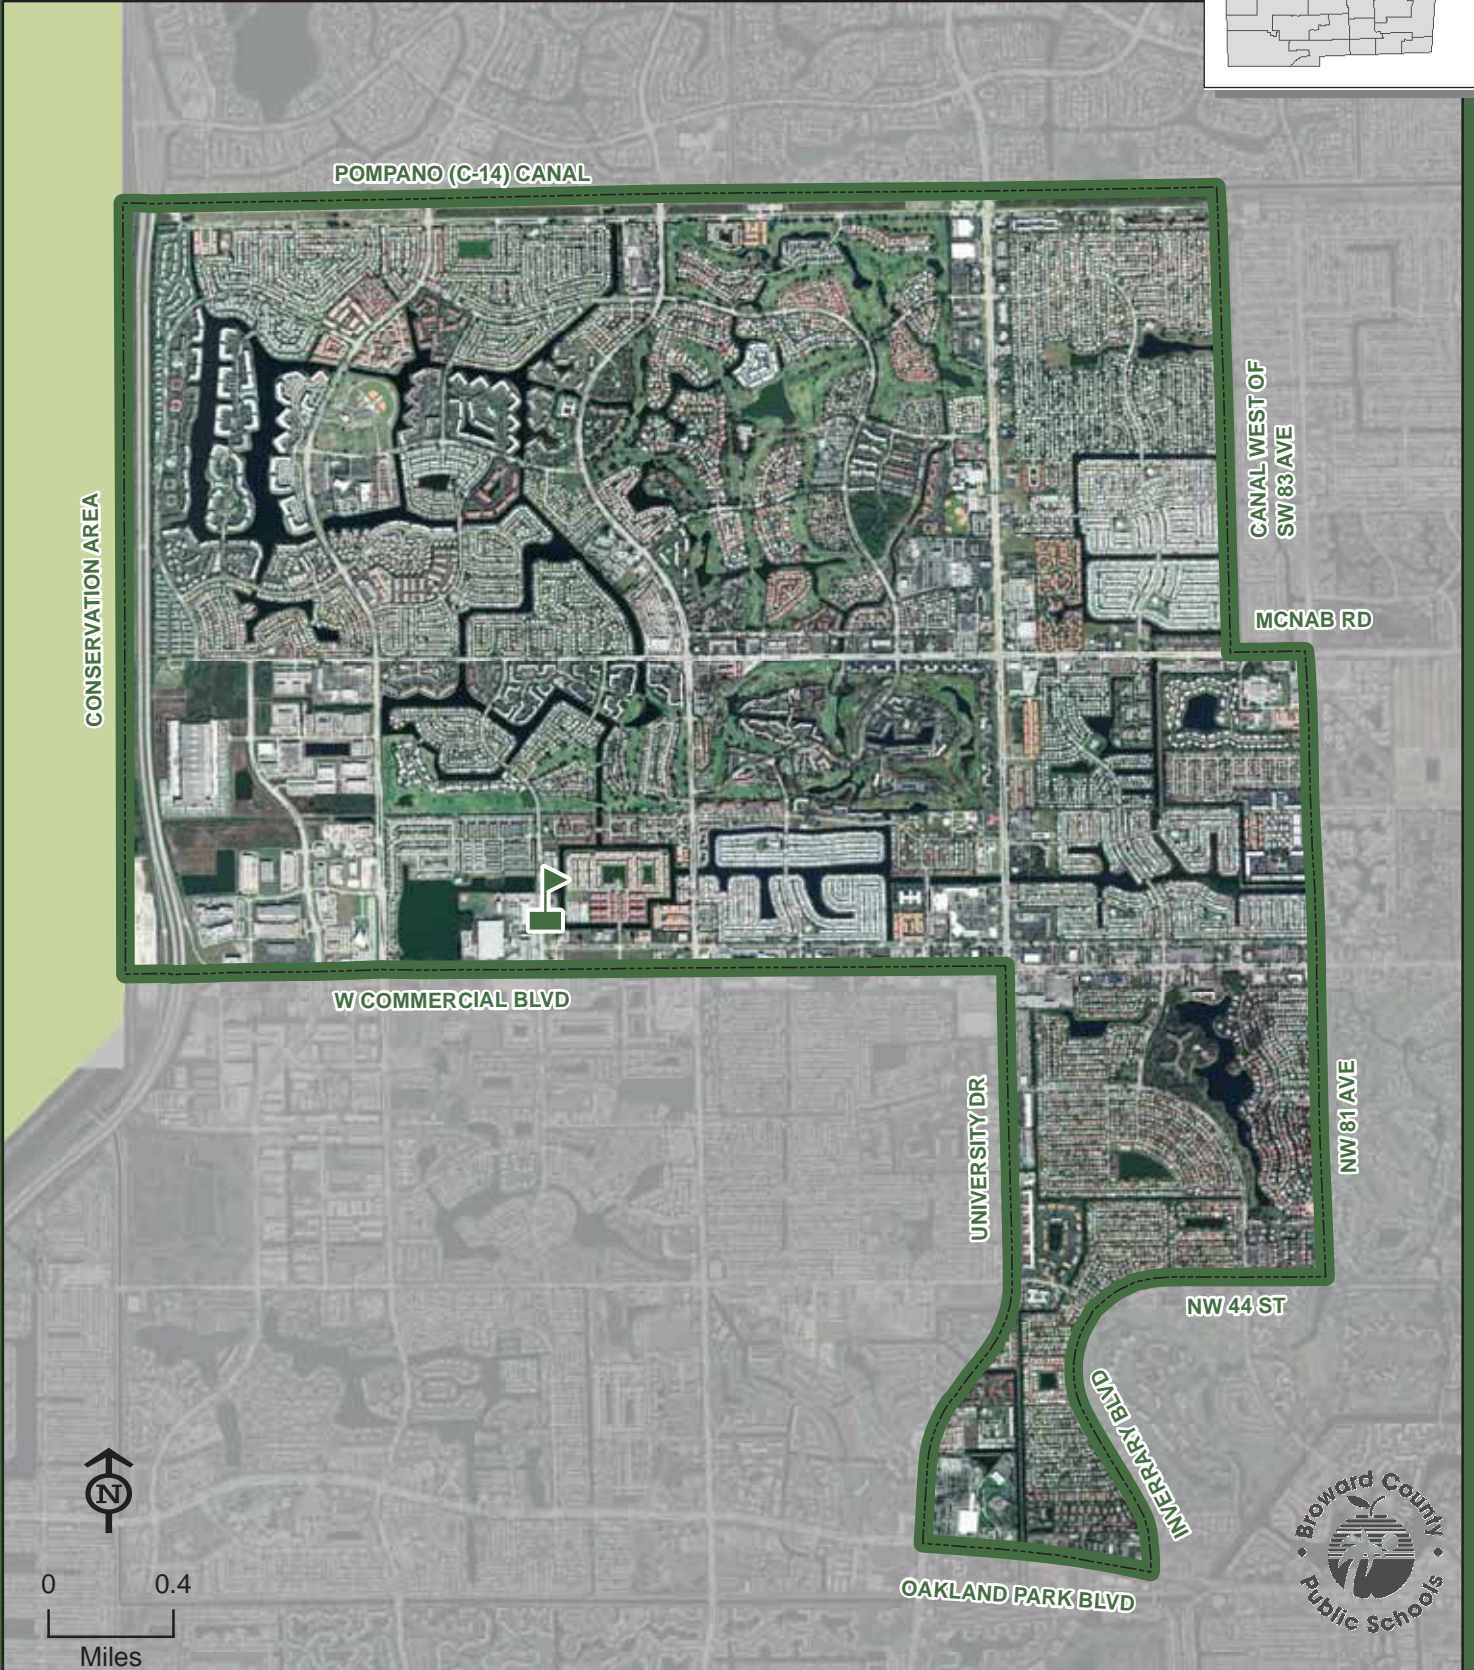 POMPANO (C-14) CANAL
CONSERVATION AREA
CANAL WEST OF
SW 83 AVE
MCNAB RD
W COMMERCIAL BLVD
UNIVERSITY DR
NW 81 AVE
NW 44 ST
INVERRARY BLVD
OAKLAND PARK BLVD
N
0 0.4
Miles
Broward County
Public Schools